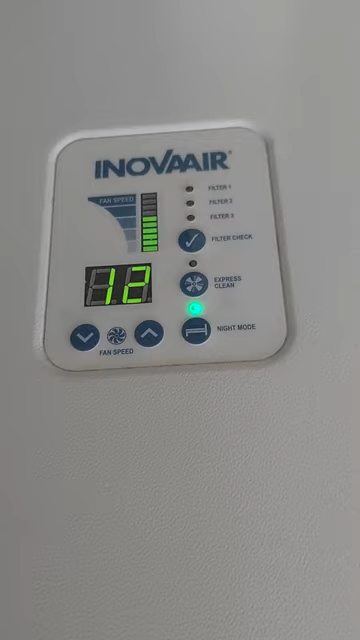 INOVAAIR®
FAN SPEED
FILTER 1
FILTER 2
FILTER 3
FILTER CHECK
12
EXPRESS
CLEAN
NIGHT MODE
FAN SPEED